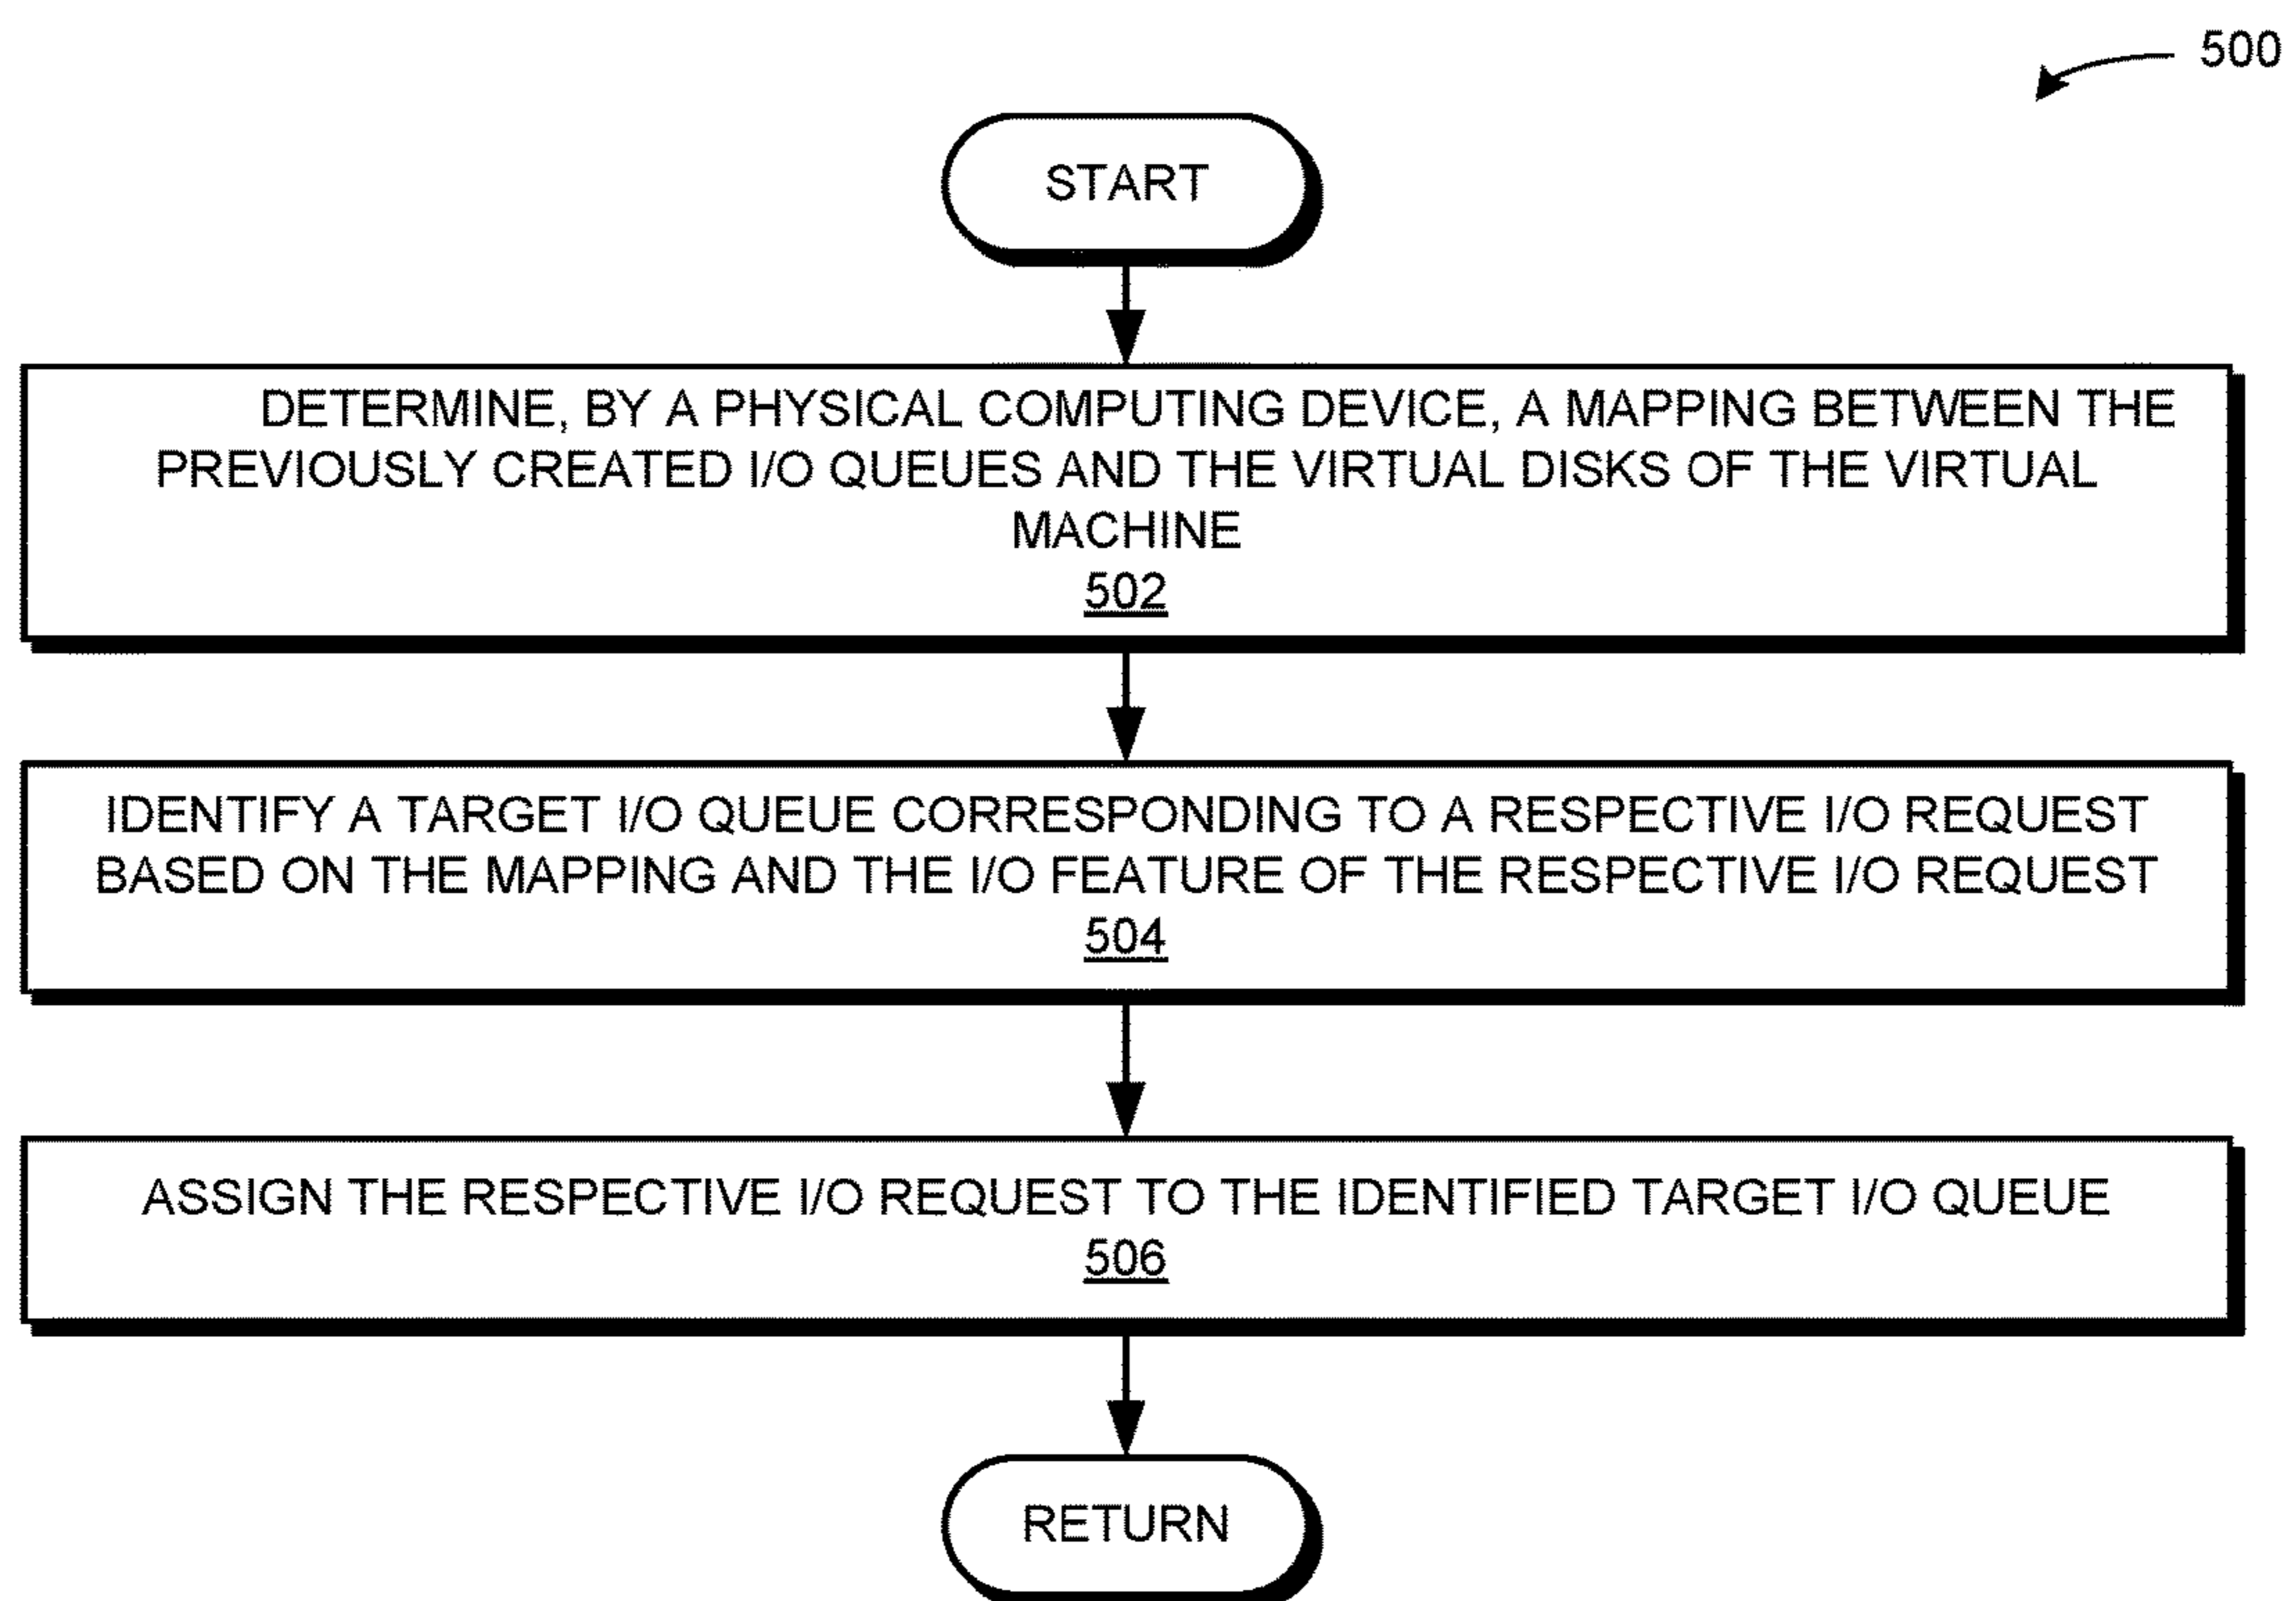 500
START
DETERMINE, BY A PHYSICAL COMPUTING DEVICE, A MAPPING BETWEEN THE
PREVIOUSLY CREATED I/O QUEUES AND THE VIRTUAL DISKS OF THE VIRTUAL
MACHINE
502
IDENTIFY A TARGET I/O QUEUE CORRESPONDING TO A RESPECTIVE I/O REQUEST
BASED ON THE MAPPING AND THE I/O FEATURE OF THE RESPECTIVE I/O REQUEST
504
ASSIGN THE RESPECTIVE I/O REQUEST TO THE IDENTIFIED TARGET I/O QUEUE
506
RETURN